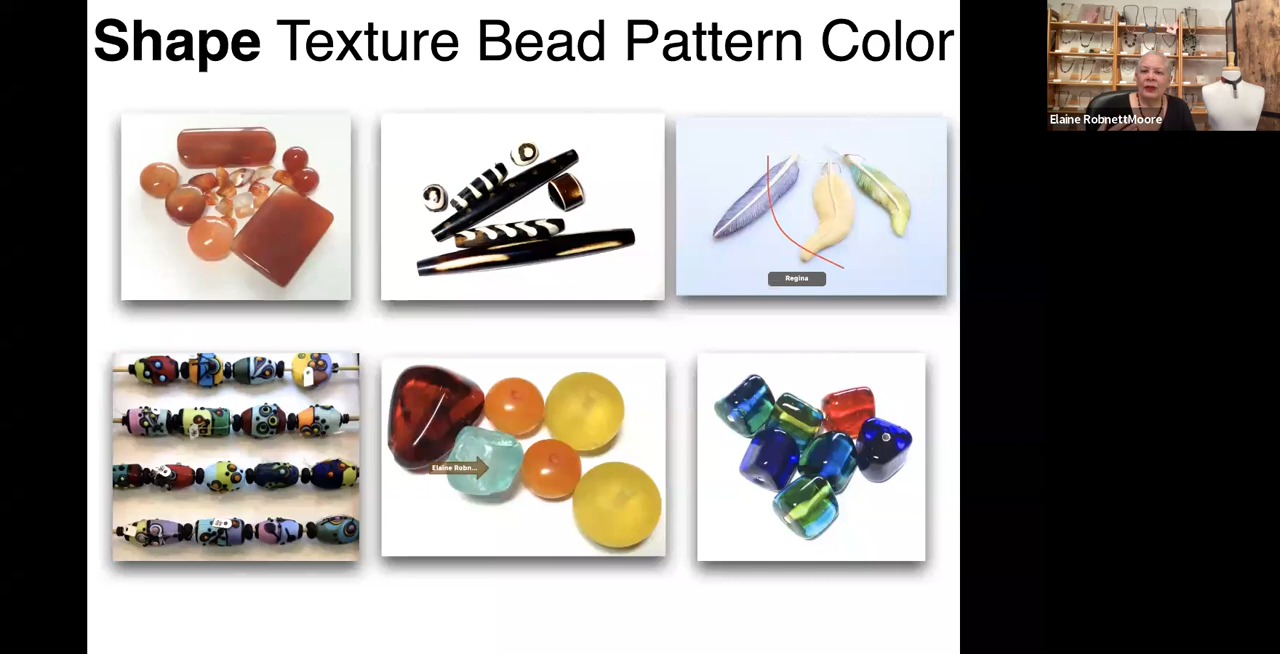 Shape Texture Bead Pattern Color
Elaine RobnettMoore
Regina
Elaine Robn...